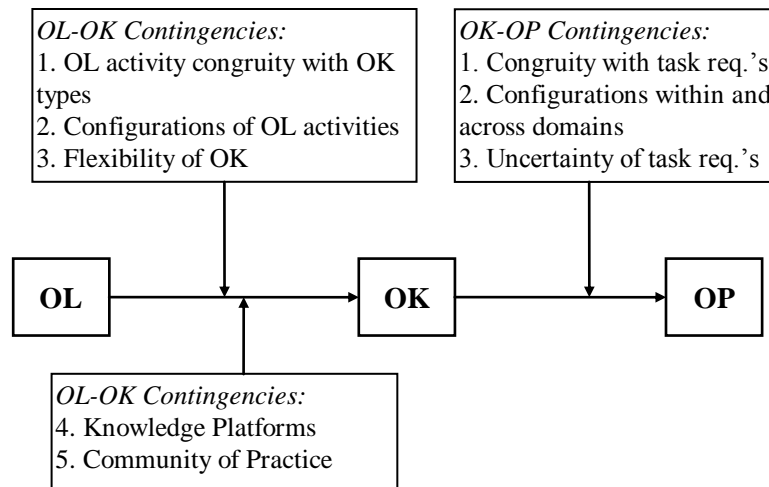 OL-OK Contingencies:
1. OL activity congruity with OK
types
2. Configurations of OL activities
3. Flexibility of OK
OK-OP Contingencies:
1. Congruity with task req.’s
2. Configurations within and
across domains
3. Uncertainty of task req.’s
OL
OK
OP
OL-OK Contingencies:
4. Knowledge Platforms
5. Community of Practice